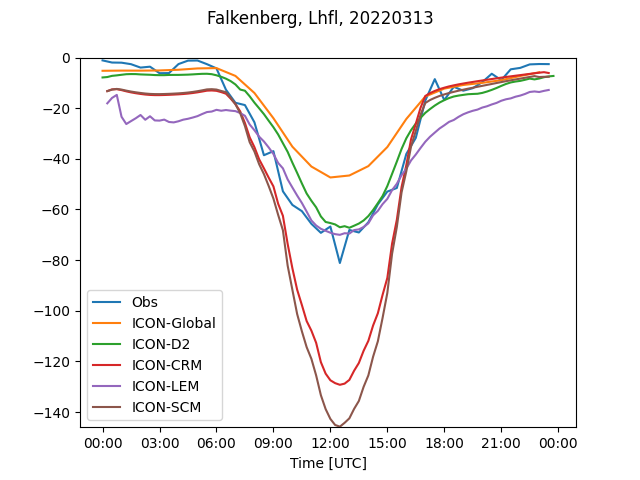 Falkenberg, Lhfl, 20220313
0
−20
−40
−60
−80
−100
−120
−140
Obs
ICON-Global
ICON-D2
ICON-CRM
ICON-LEM
ICON-SCM
00:00 03:00 06:00 09:00 12:00 15:00 18:00 21:00 00:00
Time [UTC]